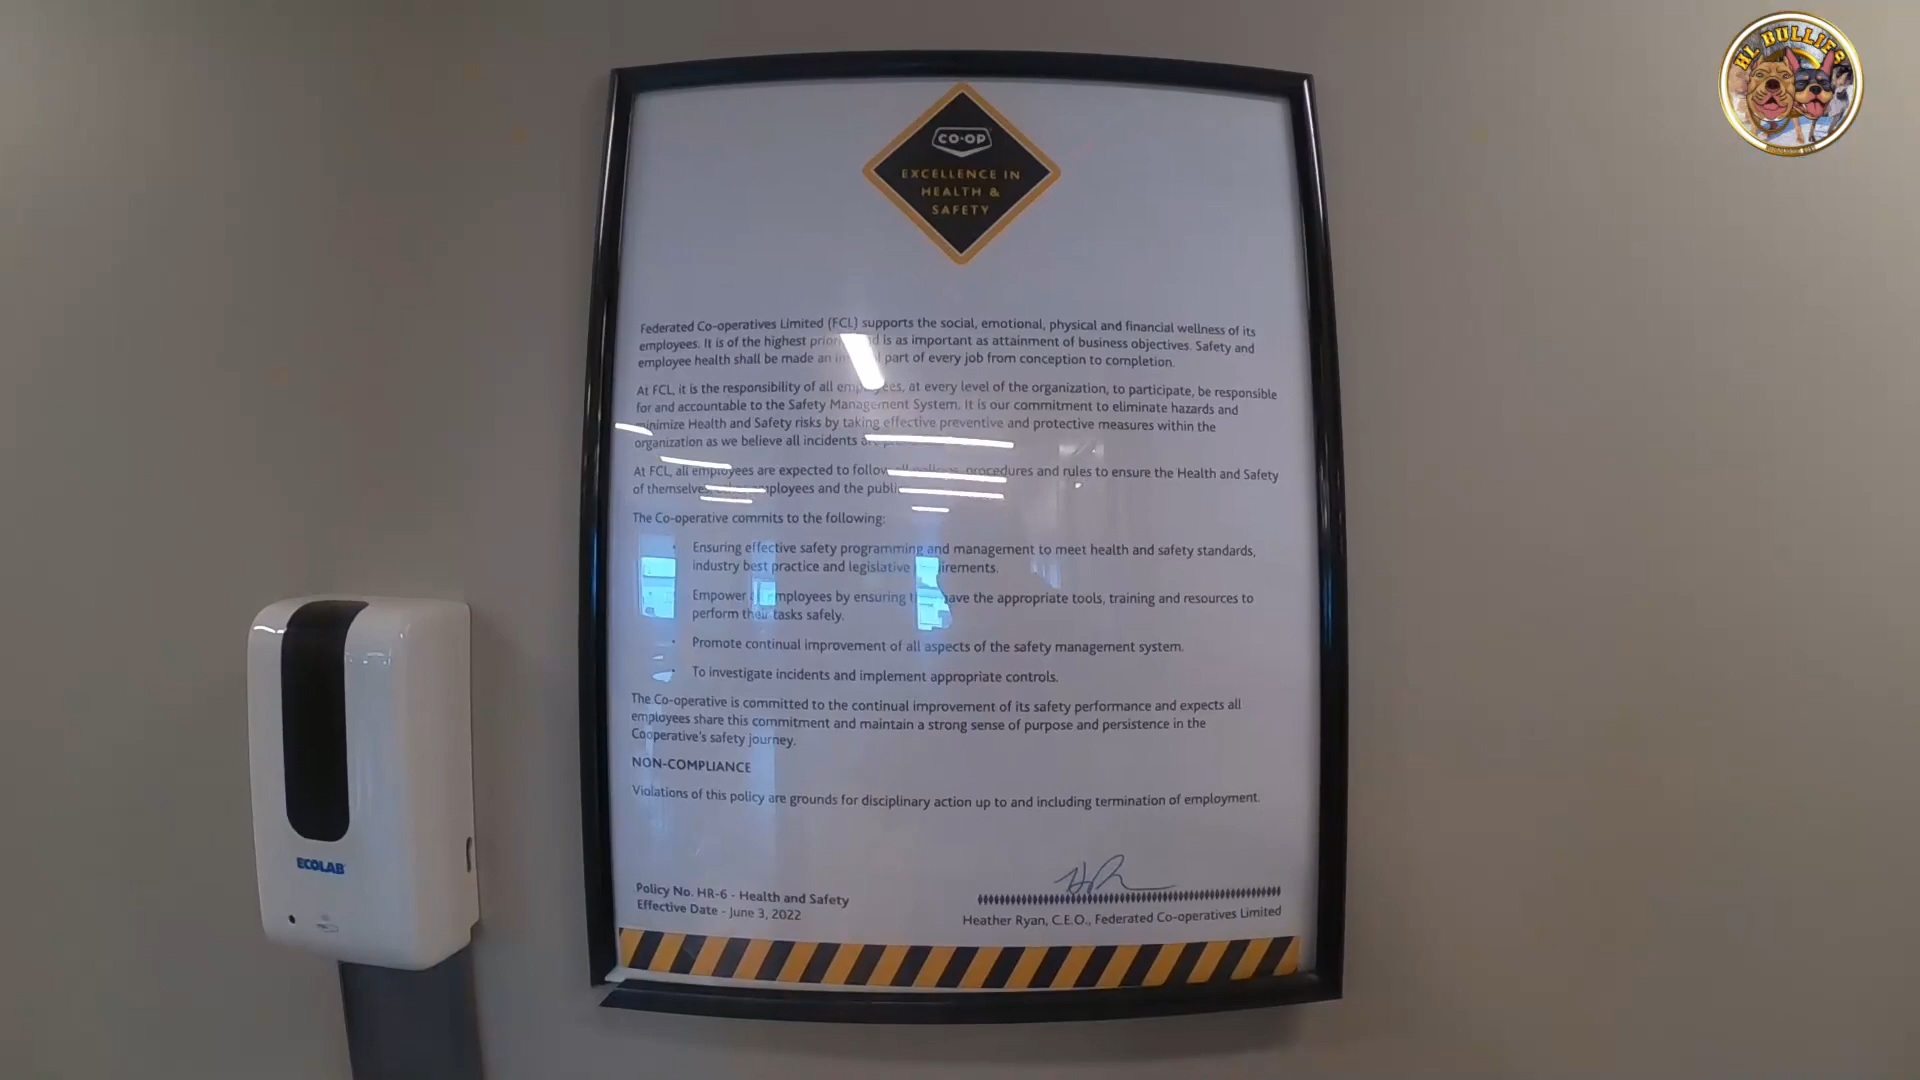 HL BULLIES
CO-OP
EXCELLENCE IN
HEALTH &
SAFETY
Federated Co-operatives Limited (FCL) supports the social, emotional, physical and financial wellness of its
employees. It is of the highest is as important as attainment of business objectives. Safety and
employee health shall be made an part of every job from conception to completion.
At FCL, it is the responsibility of all employees, at every level of the organization, to participate, be responsible
for and accountable to the Safety Management System. It is our commitment to eliminate hazards and
minimize Health and Safety risks by taking effective preventive and protective measures within the
organization as we believe all incidents are
At FCL, all employees are expected to follow all policies, procedures and rules to ensure the Health and Safety
of themselves, employees and the public
The Co-operative commits to the following:
· Ensuring effective safety programming and management to meet health and safety standards,
industry best practice and legislative requirements.
Empower all employees by ensuring have the appropriate tools, training and resources to
perform their tasks safely.
· Promote continual improvement of all aspects of the safety management system.
· To investigate incidents and implement appropriate controls.
The Co-operative is committed to the continual improvement of its safety performance and expects all
employees share this commitment and maintain a strong sense of purpose and persistence in the
Cooperative's safety journey.
NON-COMPLIANCE
Violations of this policy are grounds for disciplinary action up to and including termination of employment.
Policy No. HR-6 - Health and Safety
Effective Date - June 3, 2022
Heather Ryan, C.E.O., Federated Co-operatives Limited
ECOLAB